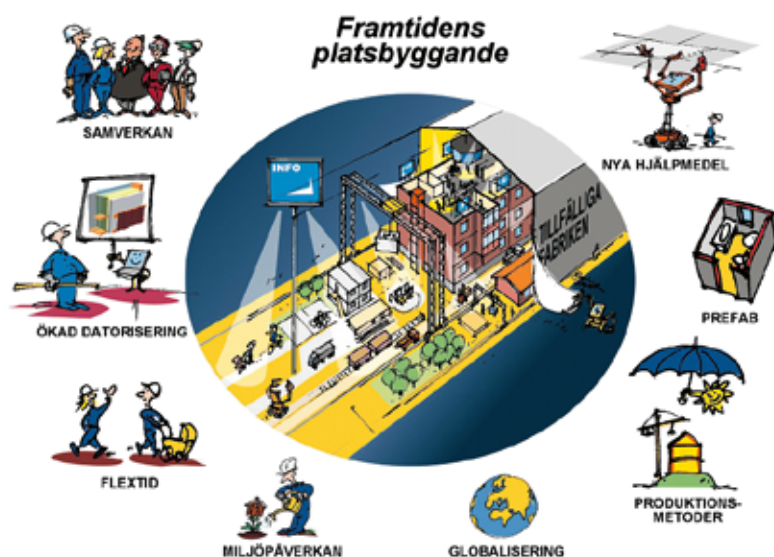 Framtidens
platsbyggande
SAMVERKAN
NYA HJÄLPMEDEL
INFO
TILLFÄLLIGA
FABRIKEN
ÖKAD DATORISERING
PREFAB
FLEXTID
PRODUKTIONS-
METODER
MILJÖPÅVERKAN
GLOBALISERING